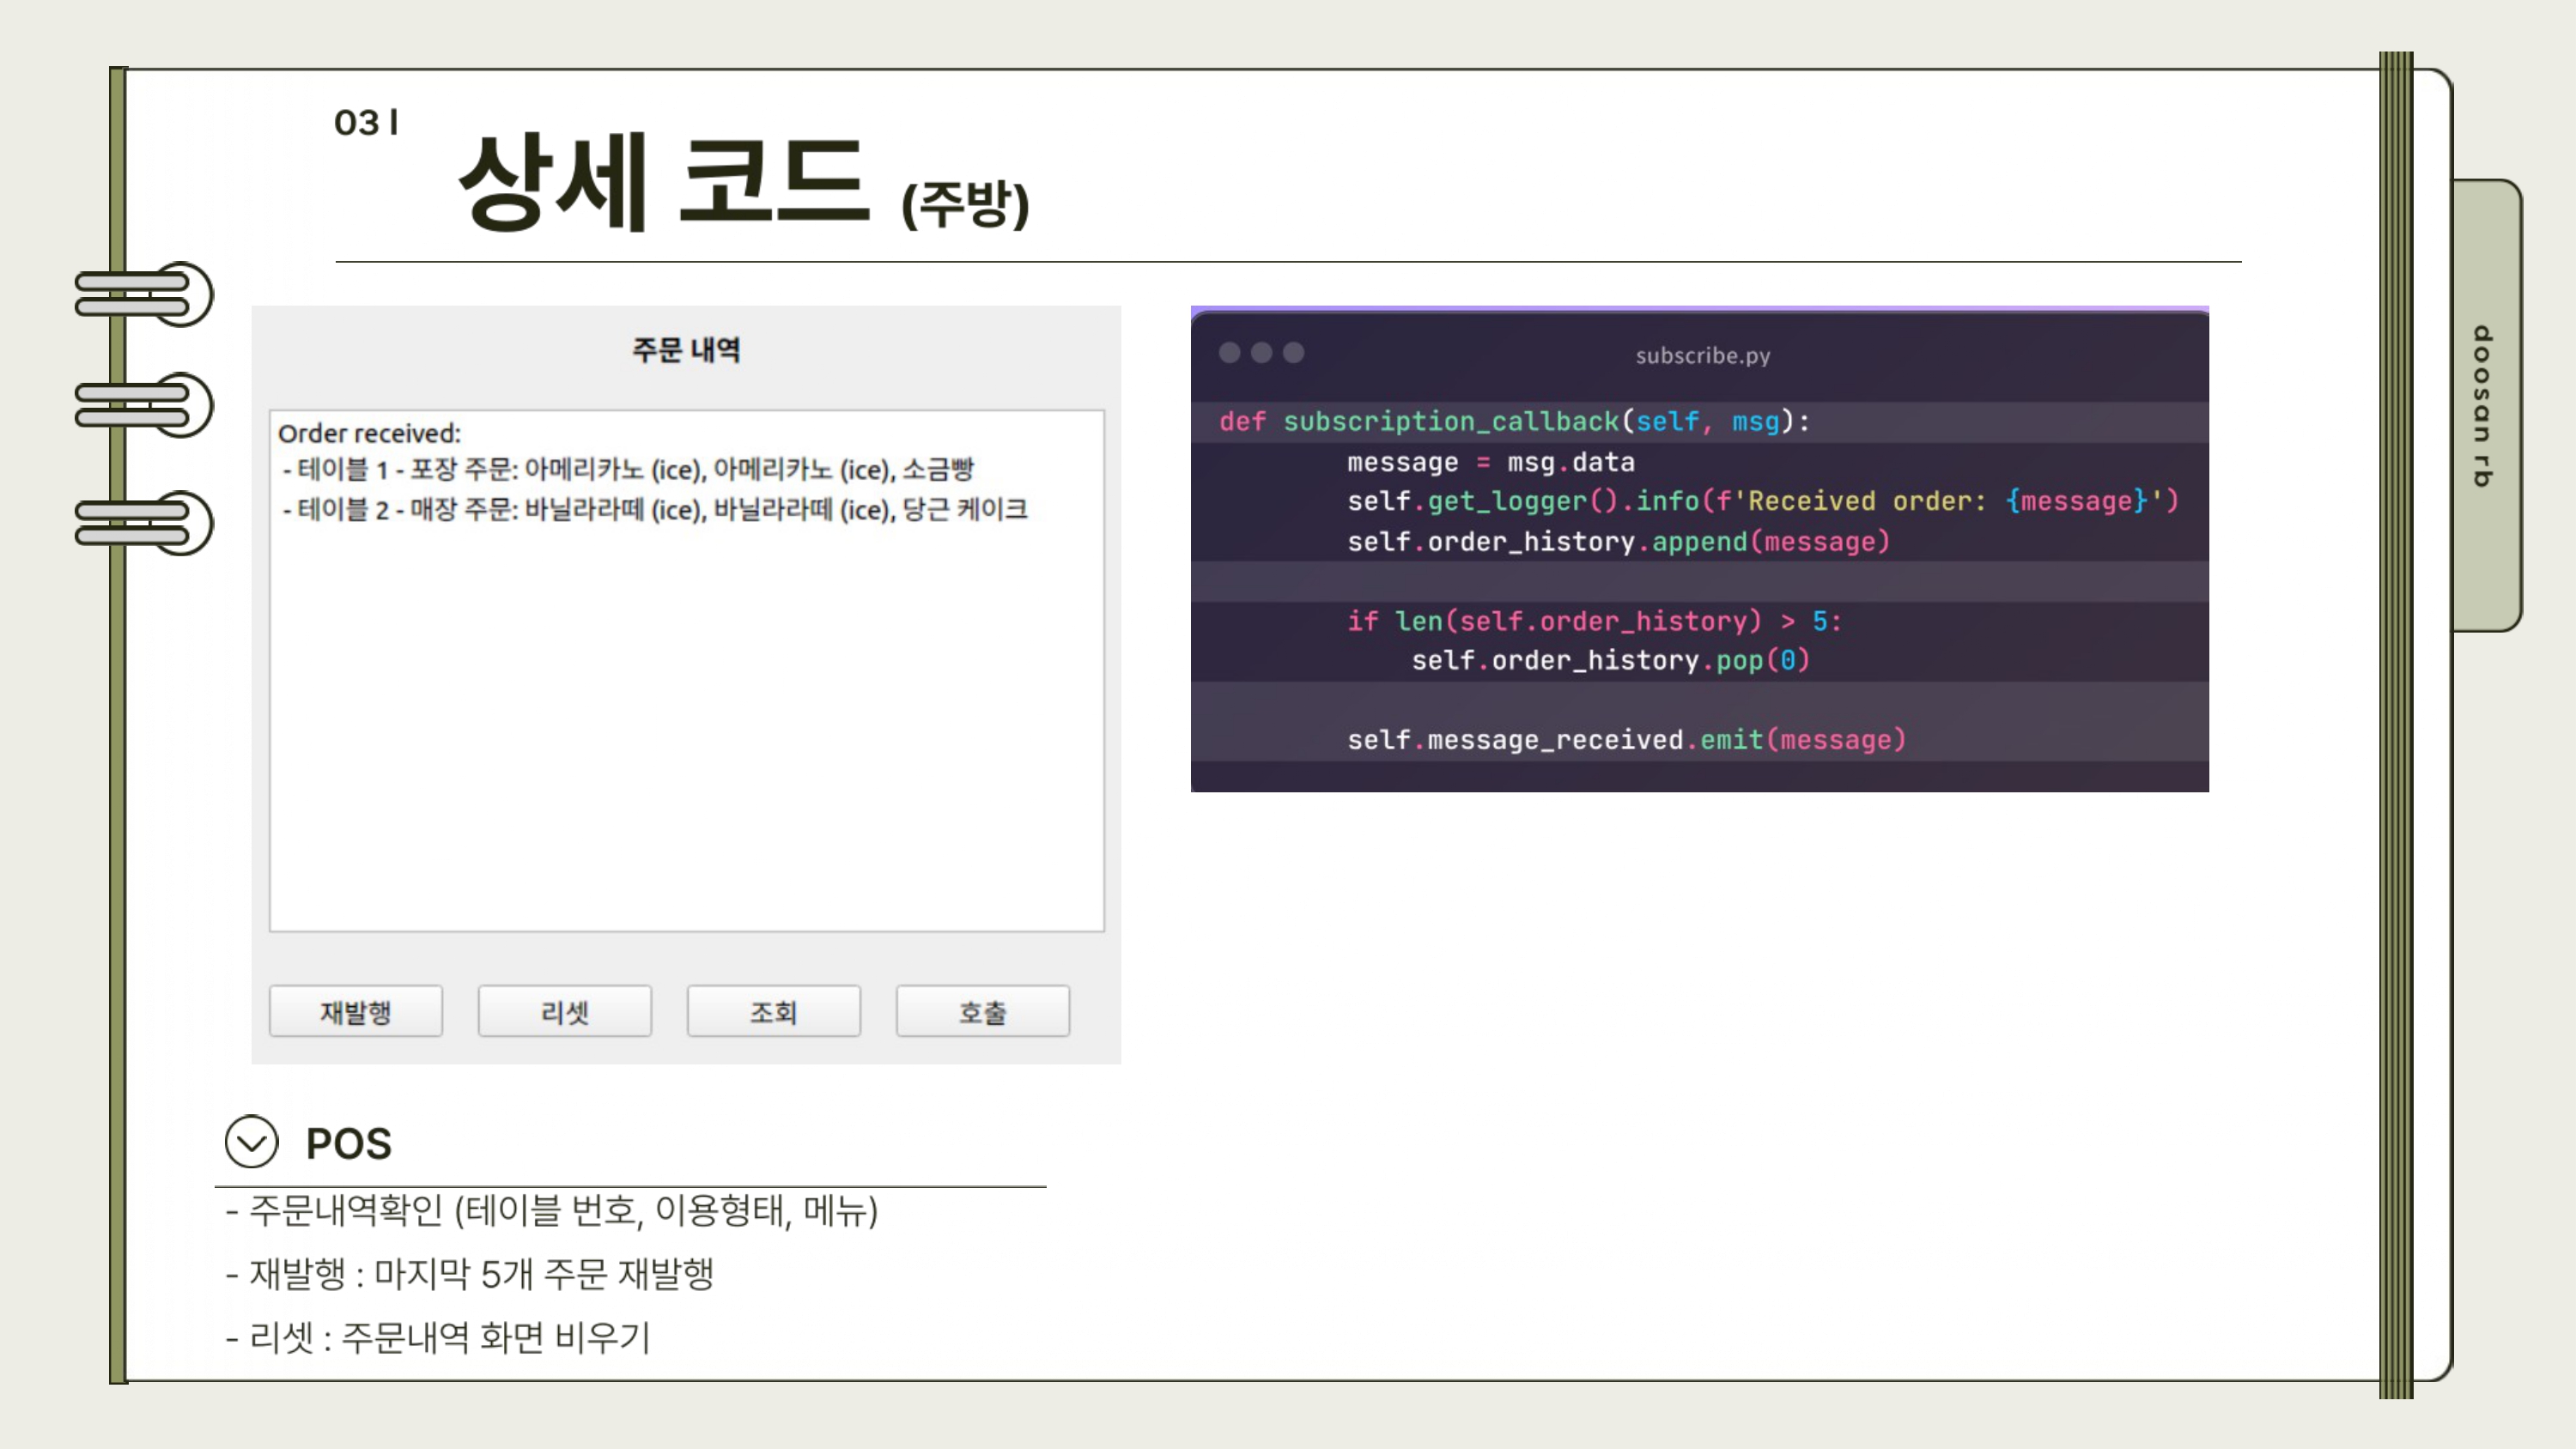 03 |
상세 코드 (주방)
주문 내역
Order received:
- 테이블 1 - 포장 주문: 아메리카노 (ice), 아메리카노 (ice), 소금빵
- 테이블 2 - 매장 주문: 바닐라라떼 (ice), 바닐라라떼 (ice), 당근 케이크
재발행 리셋 조회 호출
subscribe.py
def subscription_callback(self, msg):
        message = msg.data
        self.get_logger().info(f'Received order: {message}')
        self.order_history.append(message)
        if len(self.order_history) > 5:
            self.order_history.pop(0)
        self.message_received.emit(message)
POS
- 주문내역확인 (테이블 번호, 이용형태, 메뉴)
- 재발행 : 마지막 5개 주문 재발행
- 리셋 : 주문내역 화면 비우기
doosan rb